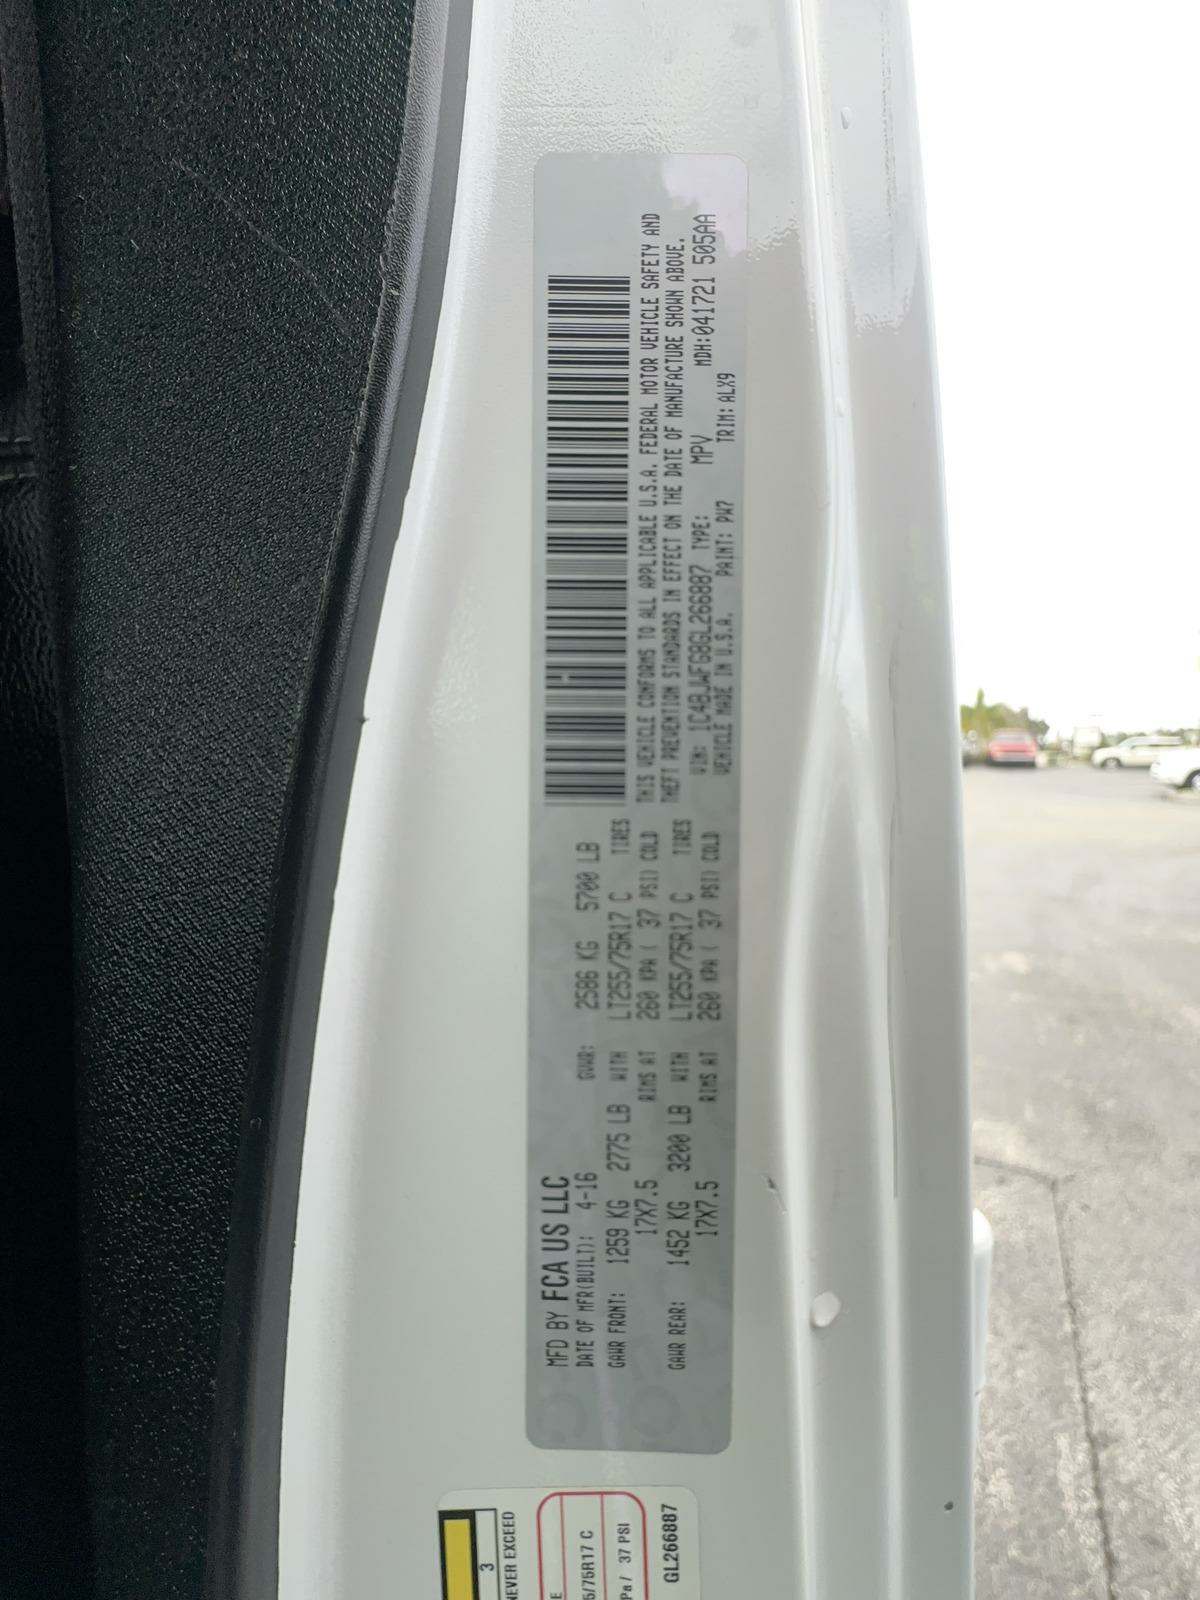 MFD BY FCA US LLC
DATE OF MFR(BUILT): 4-16 GVWR: 2586 KG 5700 LB
GAWR FRONT: 1259 KG 2775 LB WITH LT255/75R17 C TIRES
17X7.5 RIMS AT 260 KPA ( 37 PSI) COLD
GAWR REAR: 1452 KG 3200 LB WITH LT255/75R17 C TIRES
17X7.5 RIMS AT 260 KPA ( 37 PSI) COLD
THIS VEHICLE CONFORMS TO ALL APPLICABLE U.S.A. FEDERAL MOTOR VEHICLE SAFETY AND
THEFT PREVENTION STANDARDS IN EFFECT ON THE DATE OF MANUFACTURE SHOWN ABOVE.
VIN: 1C4BJWFG8GL266887 TYPE: MPV MDH:041721 505AA
VEHICLE MADE IN U.S.A. PAINT: PW7 TRIM: ALX9
3
NEVER EXCEED
E
5/75R17 C
Pa / 37 PSI
GL266887